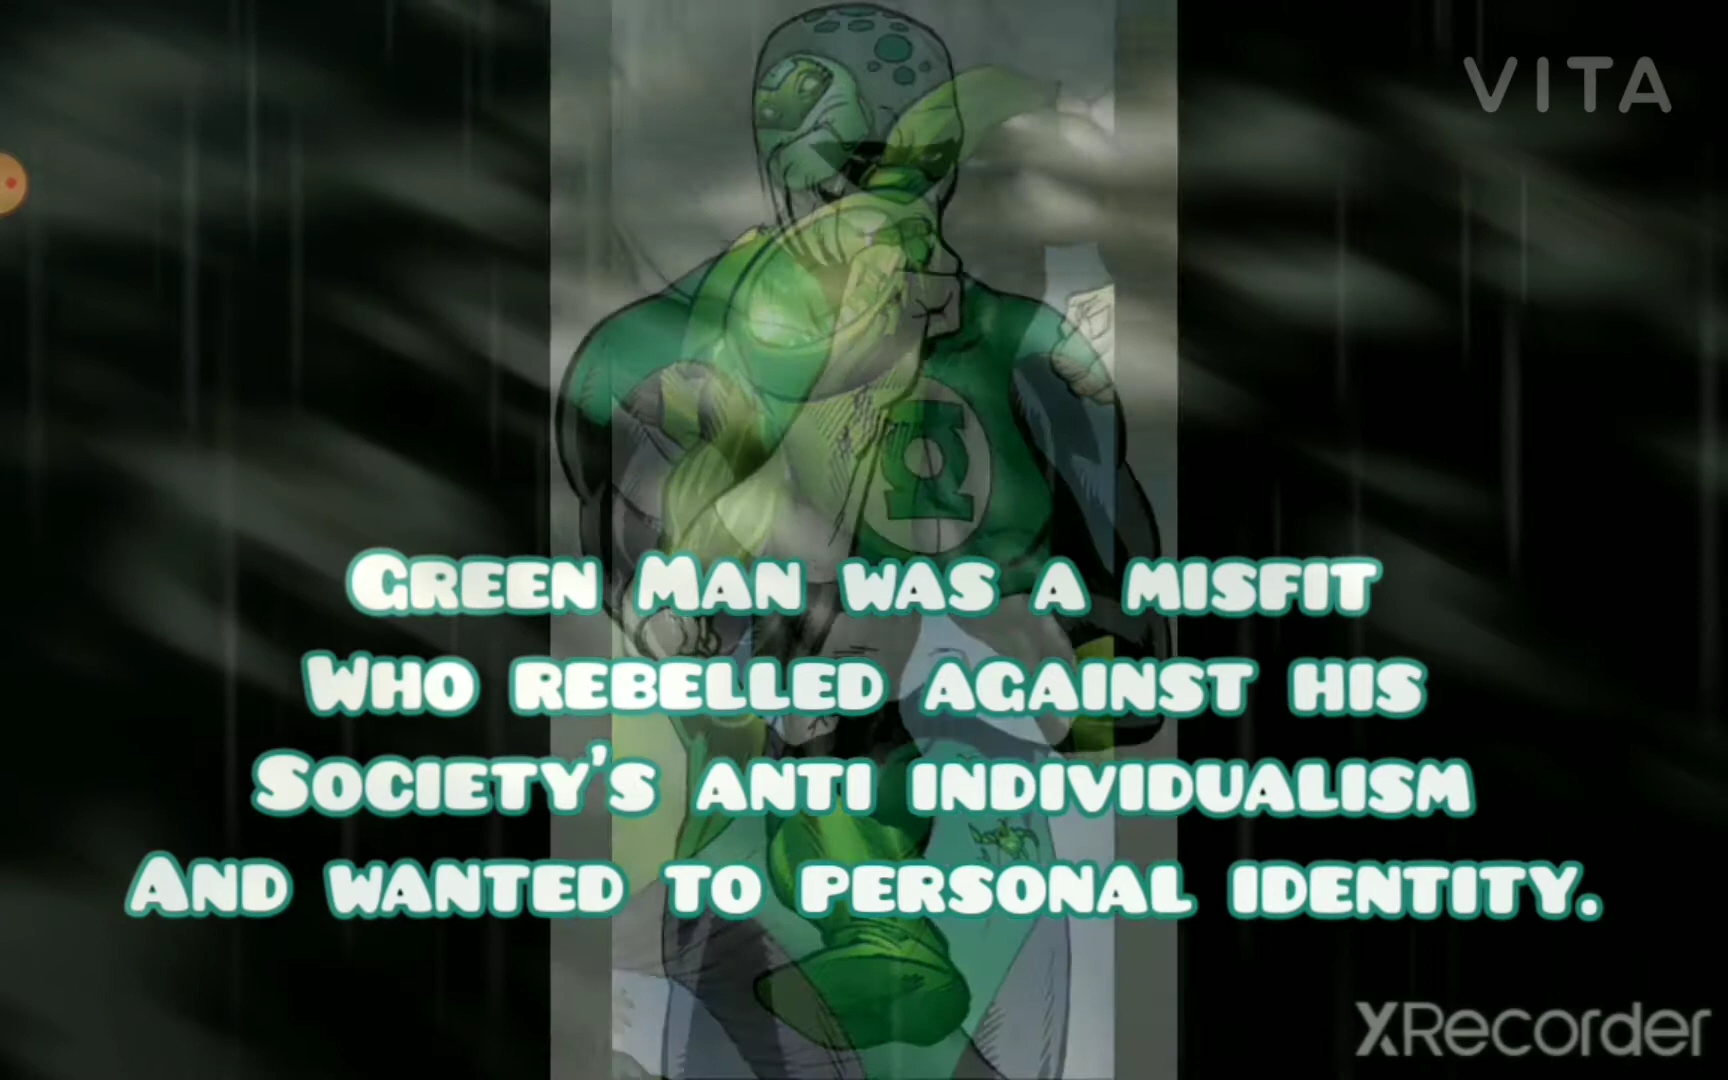 VITA
Green Man was a misfit
Who rebelled against his
Society's anti individualism
And wanted to personal identity.
XRecorder